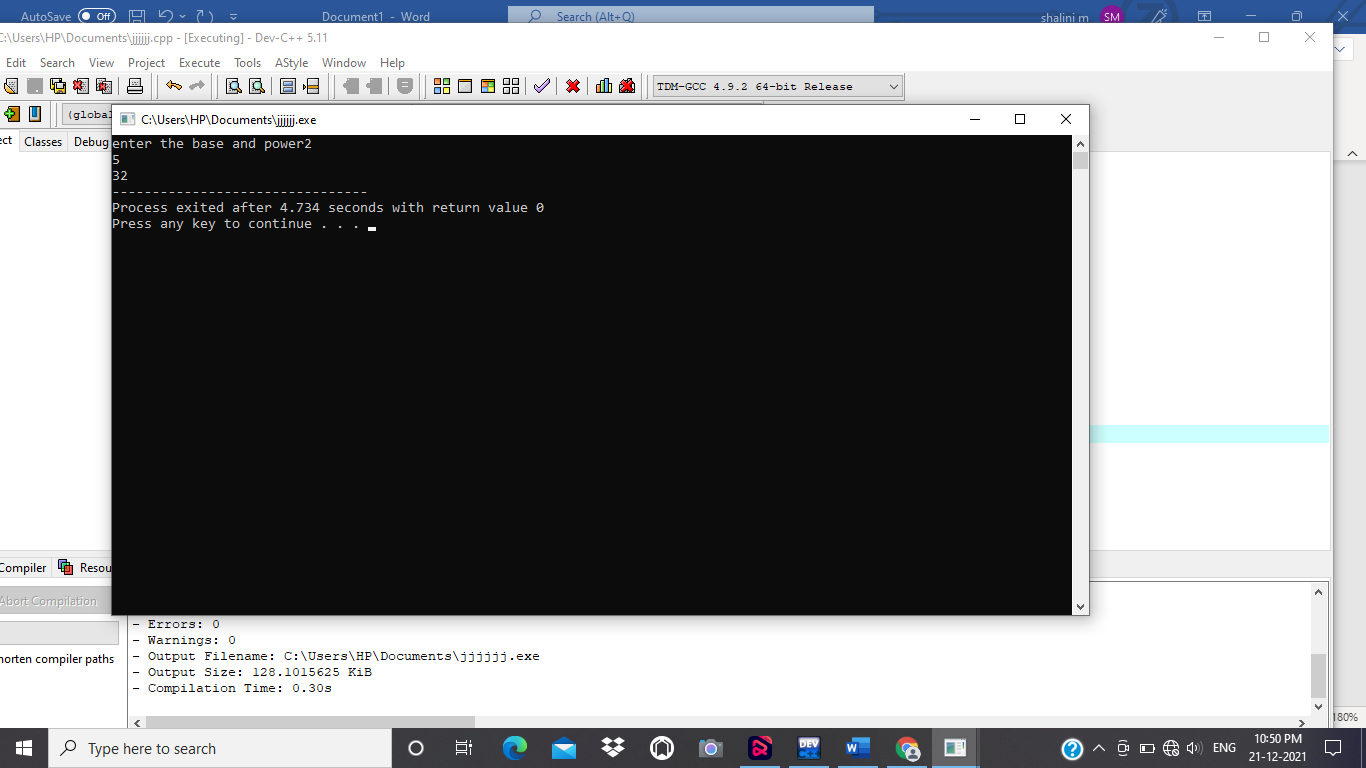 AutoSave Off Document1 - Word Search (Alt+Q) shalini m SM
C:\Users\HP\Documents\jjjjjj.cpp - [Executing] - Dev-C++ 5.11
Edit Search View Project Execute Tools AStyle Window Help
TDM-GCC 4.9.2 64-bit Release
(global
ect Classes Debug
C:\Users\HP\Documents\jjjjjj.exe
enter the base and power2
5
32
--------------------------------
Process exited after 4.734 seconds with return value 0
Press any key to continue . . .
Compiler Resou
Abort Compilation
- Errors: 0
- Warnings: 0
horten compiler paths
- Output Filename: C:\Users\HP\Documents\jjjjjj.exe
- Output Size: 128.1015625 KiB
- Compilation Time: 0.30s
180%
Type here to search
DEV
ENG
10:50 PM
21-12-2021